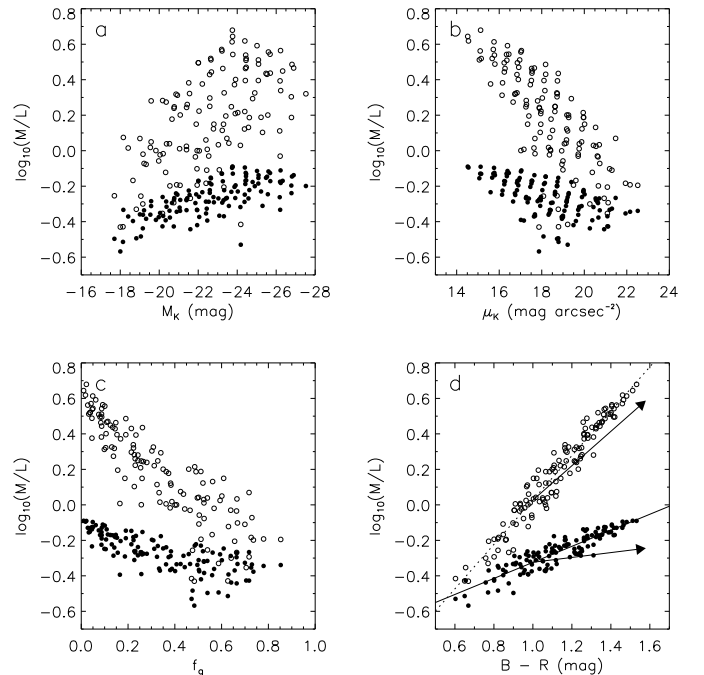 a
0.8
0.6
0.4
0.2
0.0
−0.2
−0.4
−0.6
log₁₀(M/L)
−16 −18 −20 −22 −24 −26 −28
M_K (mag)
b
0.8
0.6
0.4
0.2
0.0
−0.2
−0.4
−0.6
log₁₀(M/L)
14 16 18 20 22 24
μ_K (mag arcsec⁻²)
c
0.8
0.6
0.4
0.2
0.0
−0.2
−0.4
−0.6
log₁₀(M/L)
0.0 0.2 0.4 0.6 0.8 1.0
f_g
d
0.8
0.6
0.4
0.2
0.0
−0.2
−0.4
−0.6
log₁₀(M/L)
0.6 0.8 1.0 1.2 1.4 1.6
B − R (mag)